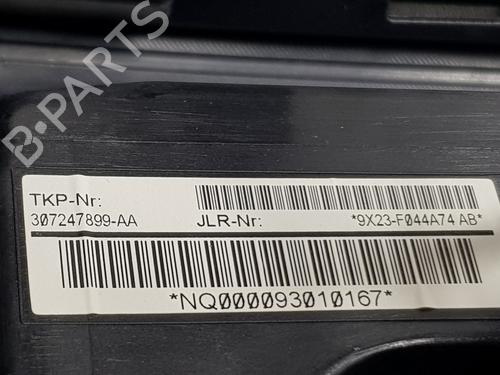 B-PARTS
TKP-Nr:
307247899-AA JLR-Nr: *9X23-F044A74 AB*
*NQ000093010167*